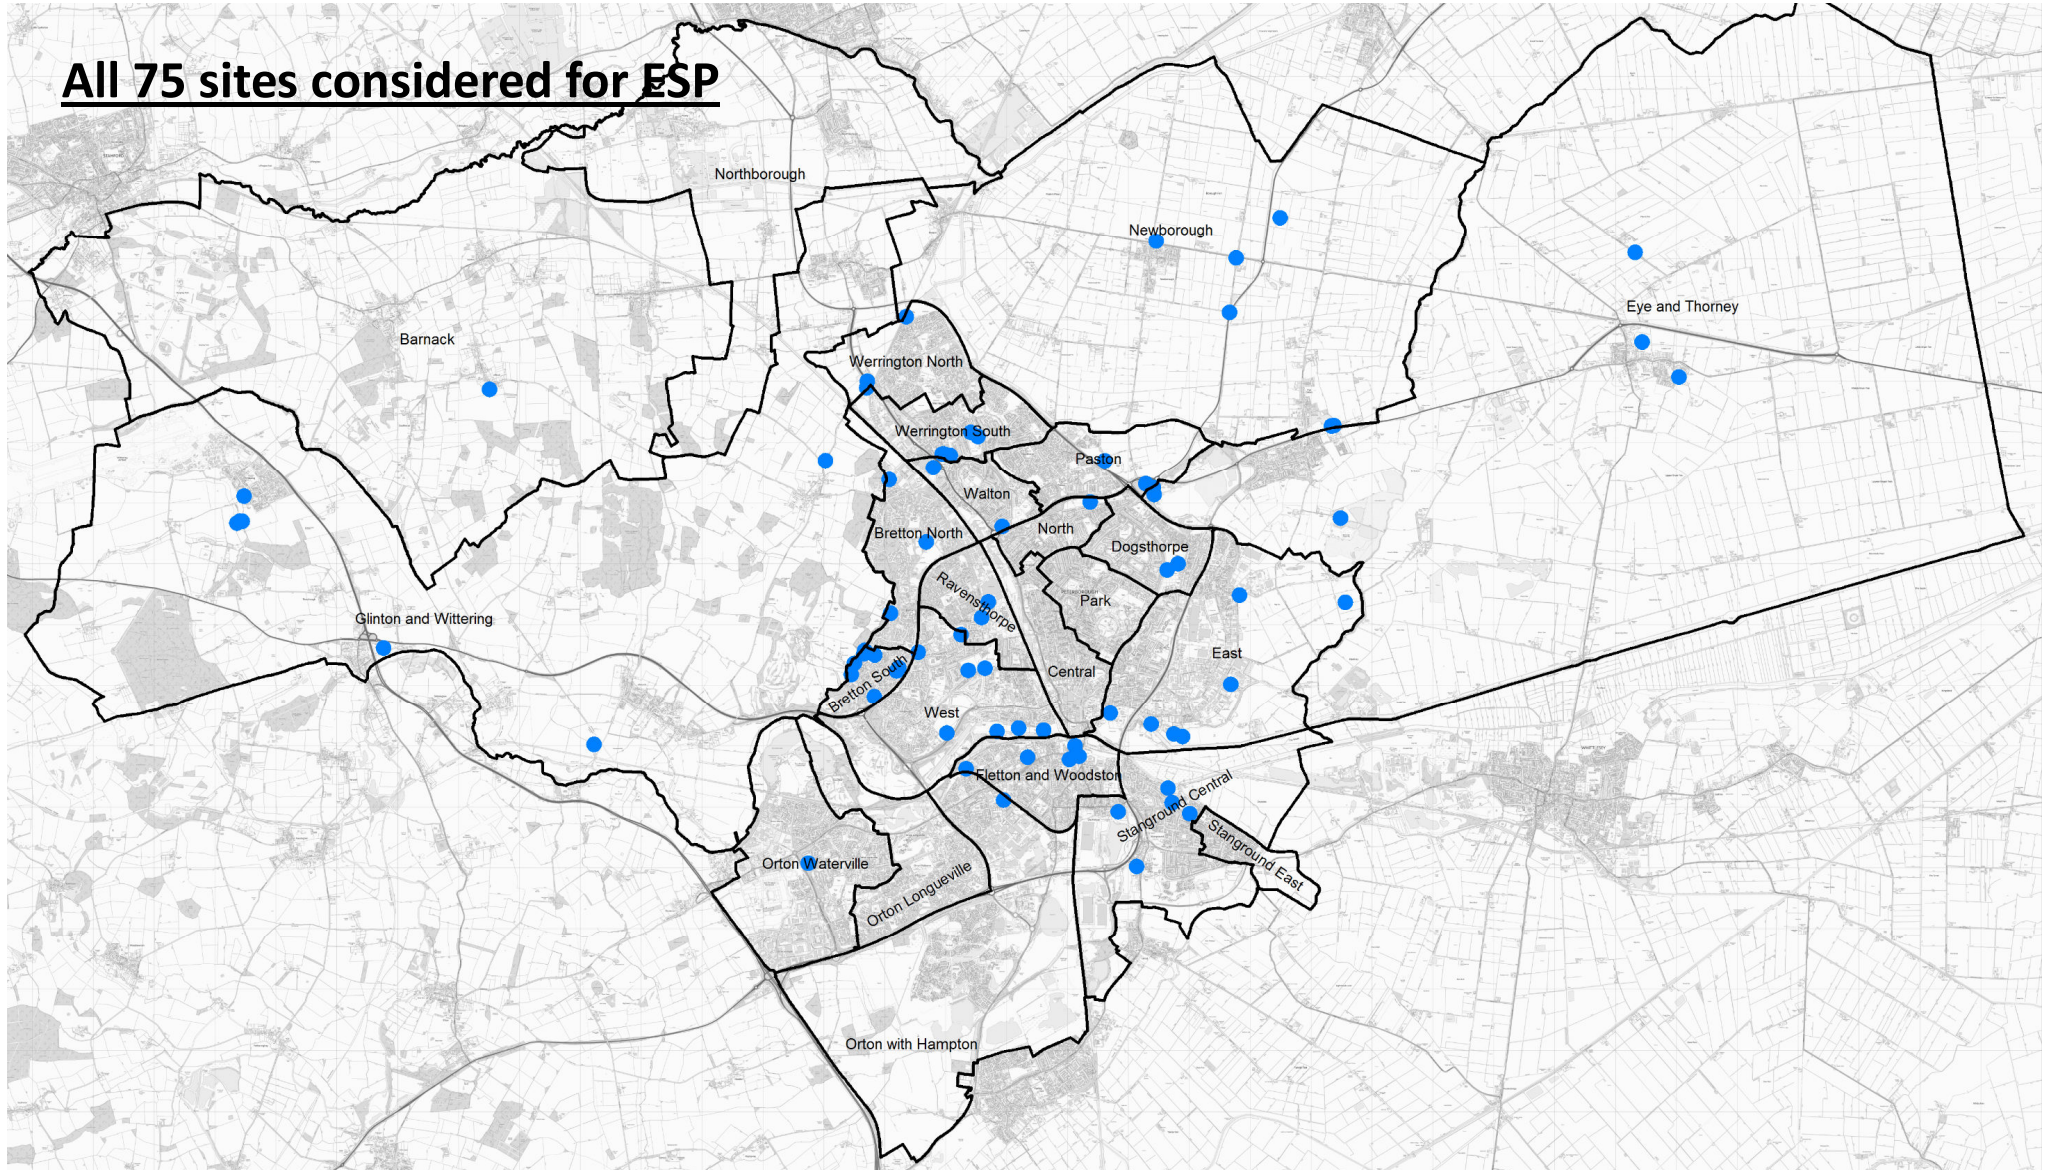 All 75 sites considered for ESP
Northborough
Newborough
Eye and Thorney
Barnack
Werrington North
Werrington South
Paston
Walton
Bretton North
North
Dogsthorpe
Ravensthorpe
Park
Glinton and Wittering
East
Central
Bretton South
West
Fletton and Woodston
Stanground Central
Stanground East
Orton Waterville
Orton Longueville
Orton with Hampton